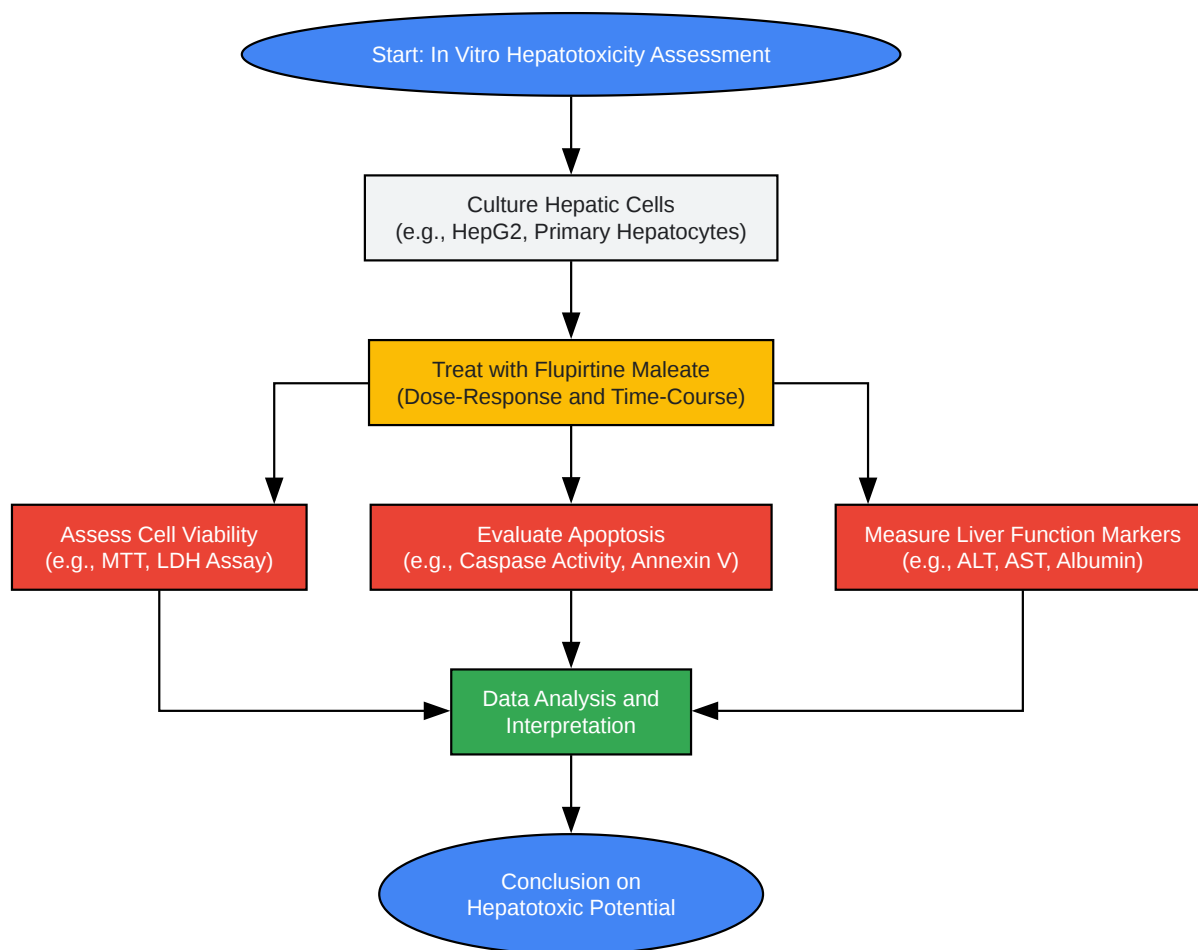 Start: In Vitro Hepatotoxicity Assessment
Culture Hepatic Cells
(e.g., HepG2, Primary Hepatocytes)
Treat with Flupirtine Maleate
(Dose-Response and Time-Course)
Assess Cell Viability
(e.g., MTT, LDH Assay)
Evaluate Apoptosis
(e.g., Caspase Activity, Annexin V)
Measure Liver Function Markers
(e.g., ALT, AST, Albumin)
Data Analysis and
Interpretation
Conclusion on
Hepatotoxic Potential